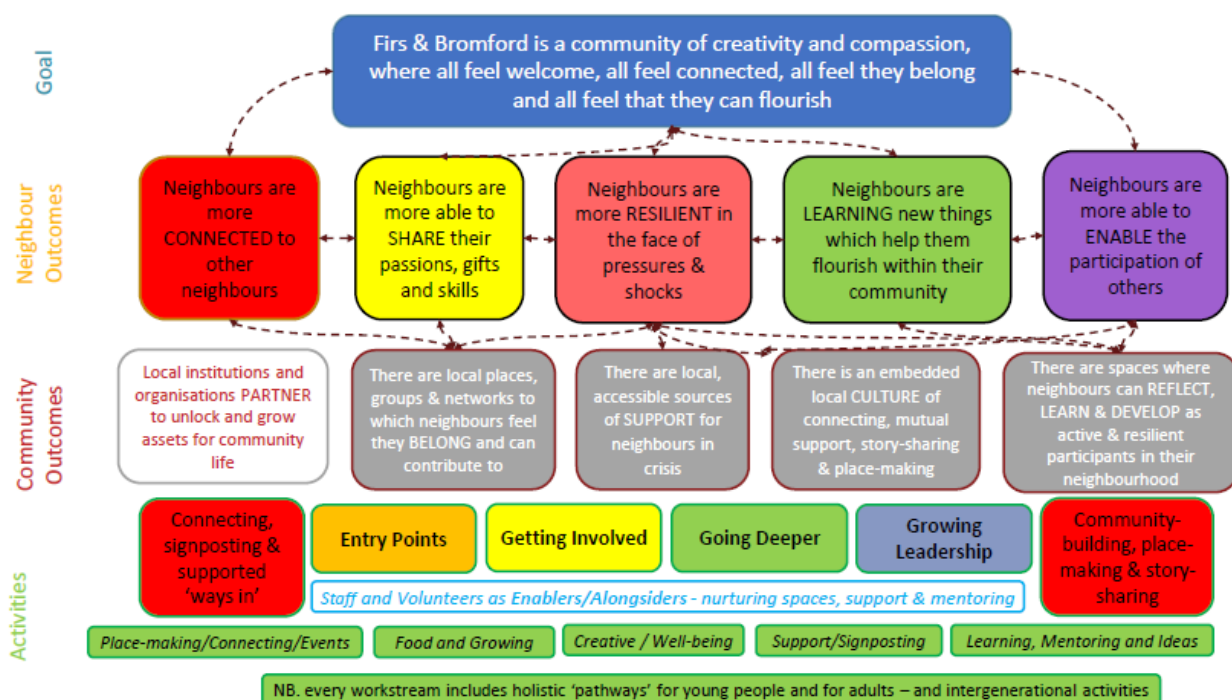 Goal
Firs & Bromford is a community of creativity and compassion,
where all feel welcome, all feel connected, all feel they belong
and all feel that they can flourish
Neighbour
Outcomes
Neighbours are
more
CONNECTED to
other
neighbours
Neighbours are
more able to
SHARE their
passions, gifts
and skills
Neighbours are
more RESILIENT in
the face of
pressures &
shocks
Neighbours are
LEARNING new
things
which help them
flourish within their
community
Neighbours are
more able to
ENABLE the
participation of
others
Community
Outcomes
Local institutions and
organisations PARTNER
to unlock and grow
assets for community
life
There are local places,
groups & networks to
which neighbours feel
they BELONG and can
contribute to
There are local,
accessible sources
of SUPPORT for
neighbours in
crisis
There is an embedded
local CULTURE of
connecting, mutual
support, story-sharing
& place-making
There are spaces where
neighbours can REFLECT,
LEARN & DEVELOP as
active & resilient
participants in their
neighbourhood
Activities
Connecting,
signposting &
supported
‘ways in’
Entry Points
Getting Involved
Going Deeper
Growing
Leadership
Community-
building, place-
making & story-
sharing
Staff and Volunteers as Enablers/Alongsiders - nurturing spaces, support & mentoring
Place-making/Connecting/Events
Food and Growing
Creative / Well-being
Support/Signposting
Learning, Mentoring and Ideas
NB. every workstream includes holistic ‘pathways’ for young people and for adults – and intergenerational activities